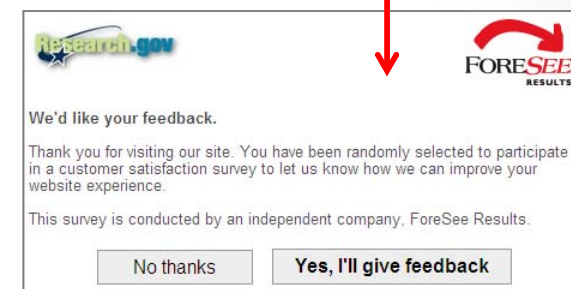 Research.gov
FORESEE
RESULTS
We'd like your feedback.
Thank you for visiting our site. You have been randomly selected to participate
in a customer satisfaction survey to let us know how we can improve your
website experience.
This survey is conducted by an independent company, ForeSee Results.
No thanks
Yes, I'll give feedback